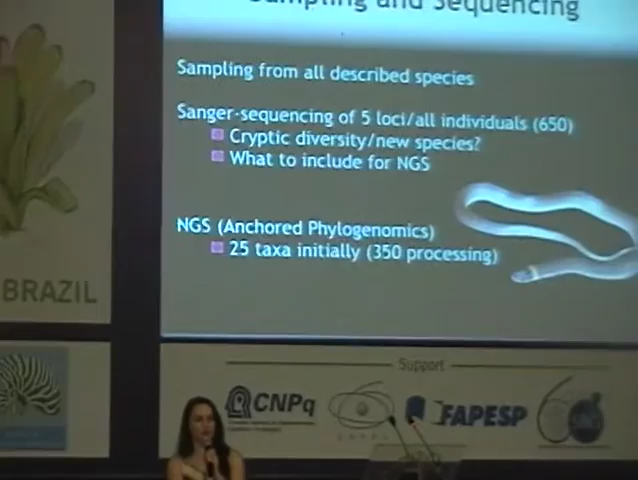 Sampling and Sequencing
Sampling from all described species
Sanger-sequencing of 5 loci/all individuals (650)
Cryptic diversity/new species?
What to include for NGS
NGS (Anchored Phylogenomics)
25 taxa initially (350 processing)
BRAZIL
Support
CNPq
FAPESP